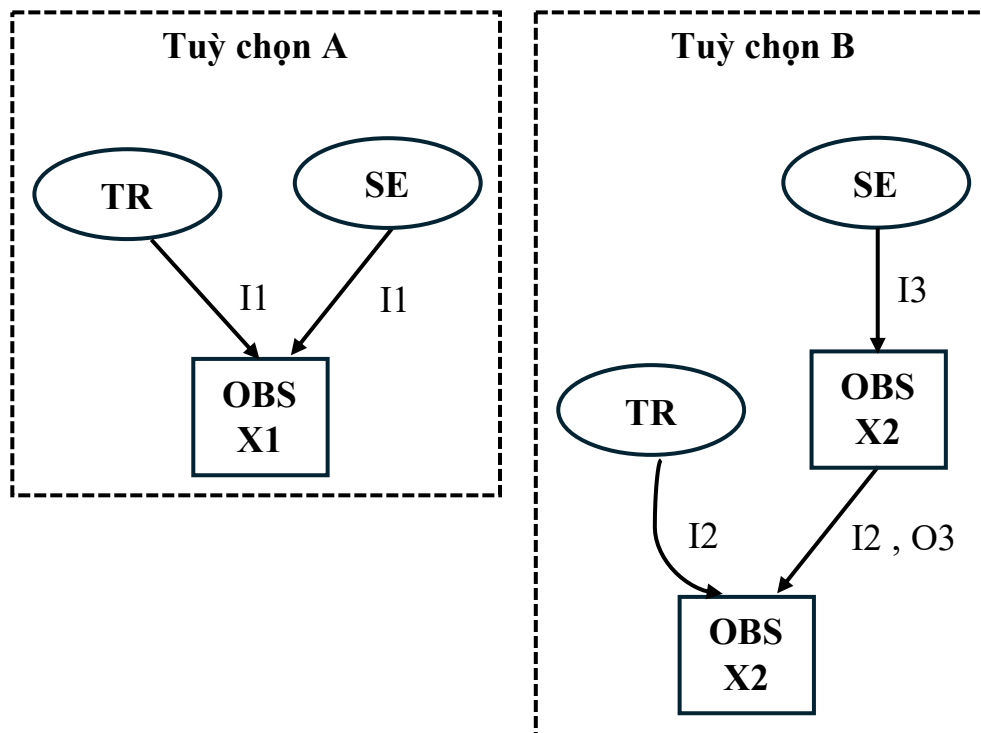 Tuỳ chọn A
TR
SE
I1
I1
OBS
X1
Tuỳ chọn B
SE
I3
OBS
X2
TR
I2
I2 , O3
OBS
X2